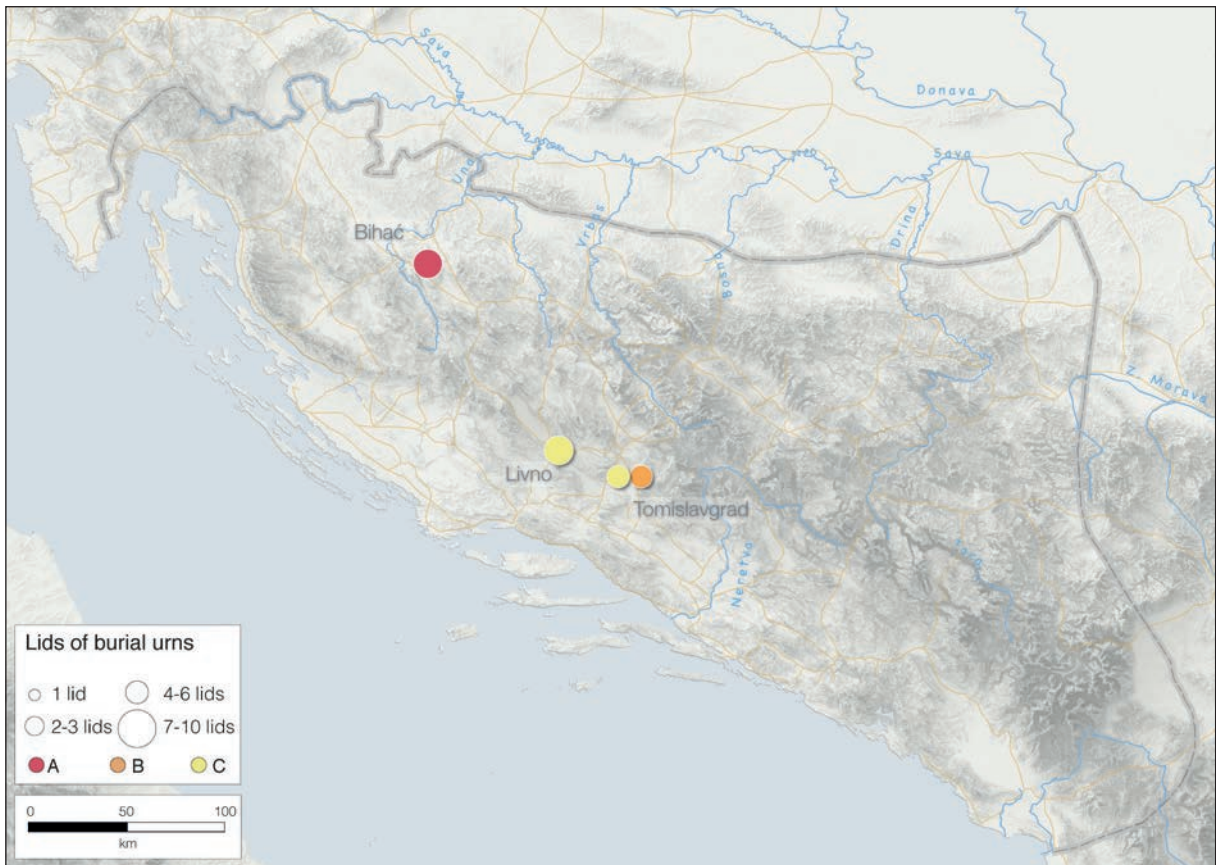 Sava
Donava
Una
Sava
Vrbas
Drina
Bosna
Bihać
Z. Morava
Livno
Tomislavgrad
Neretva
Tara
Lids of burial urns
1 lid
4-6 lids
2-3 lids
7-10 lids
A
B
C
0 50 100
km